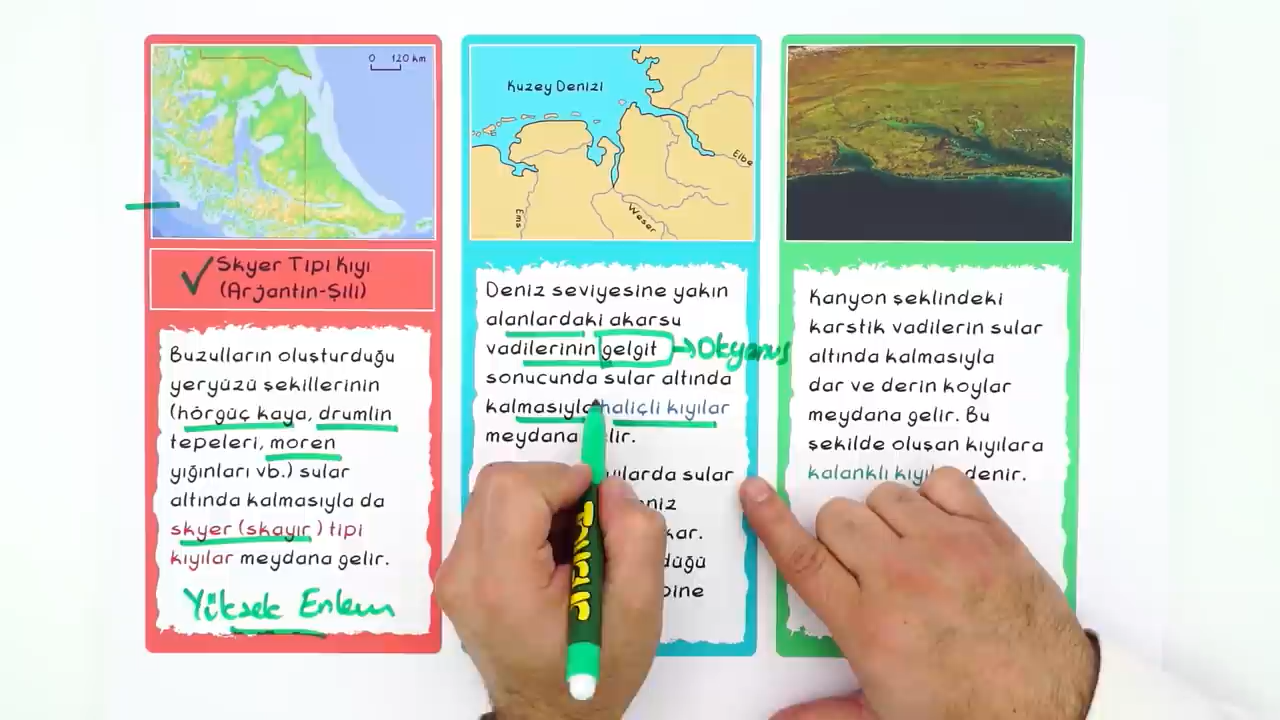 0 120 km
Skyer Tipi Kıyı
(Arjantin-Şili)
Buzulların oluşturduğu
yeryüzü şekillerinin
(hörgüç kaya, drumlin
tepeleri, moren
yığınları vb.) sular
altında kalmasıyla da
skyer (skayır) tipi
kıyılar meydana gelir.
Yüksek Enlem
Kuzey Denizi
Elbe
Ems
Weser
Deniz seviyesine yakın
alanlardaki akarsu
vadilerinin gelgit → Okyanus
sonucunda sular altında
kalmasıyla haliçli kıyılar
meydana
sular
Kanyon şeklindeki
karstik vadilerin sular
altında kalmasıyla
dar ve derin koylar
meydana gelir. Bu
şekilde oluşan kıyılara
kalanklı denir.